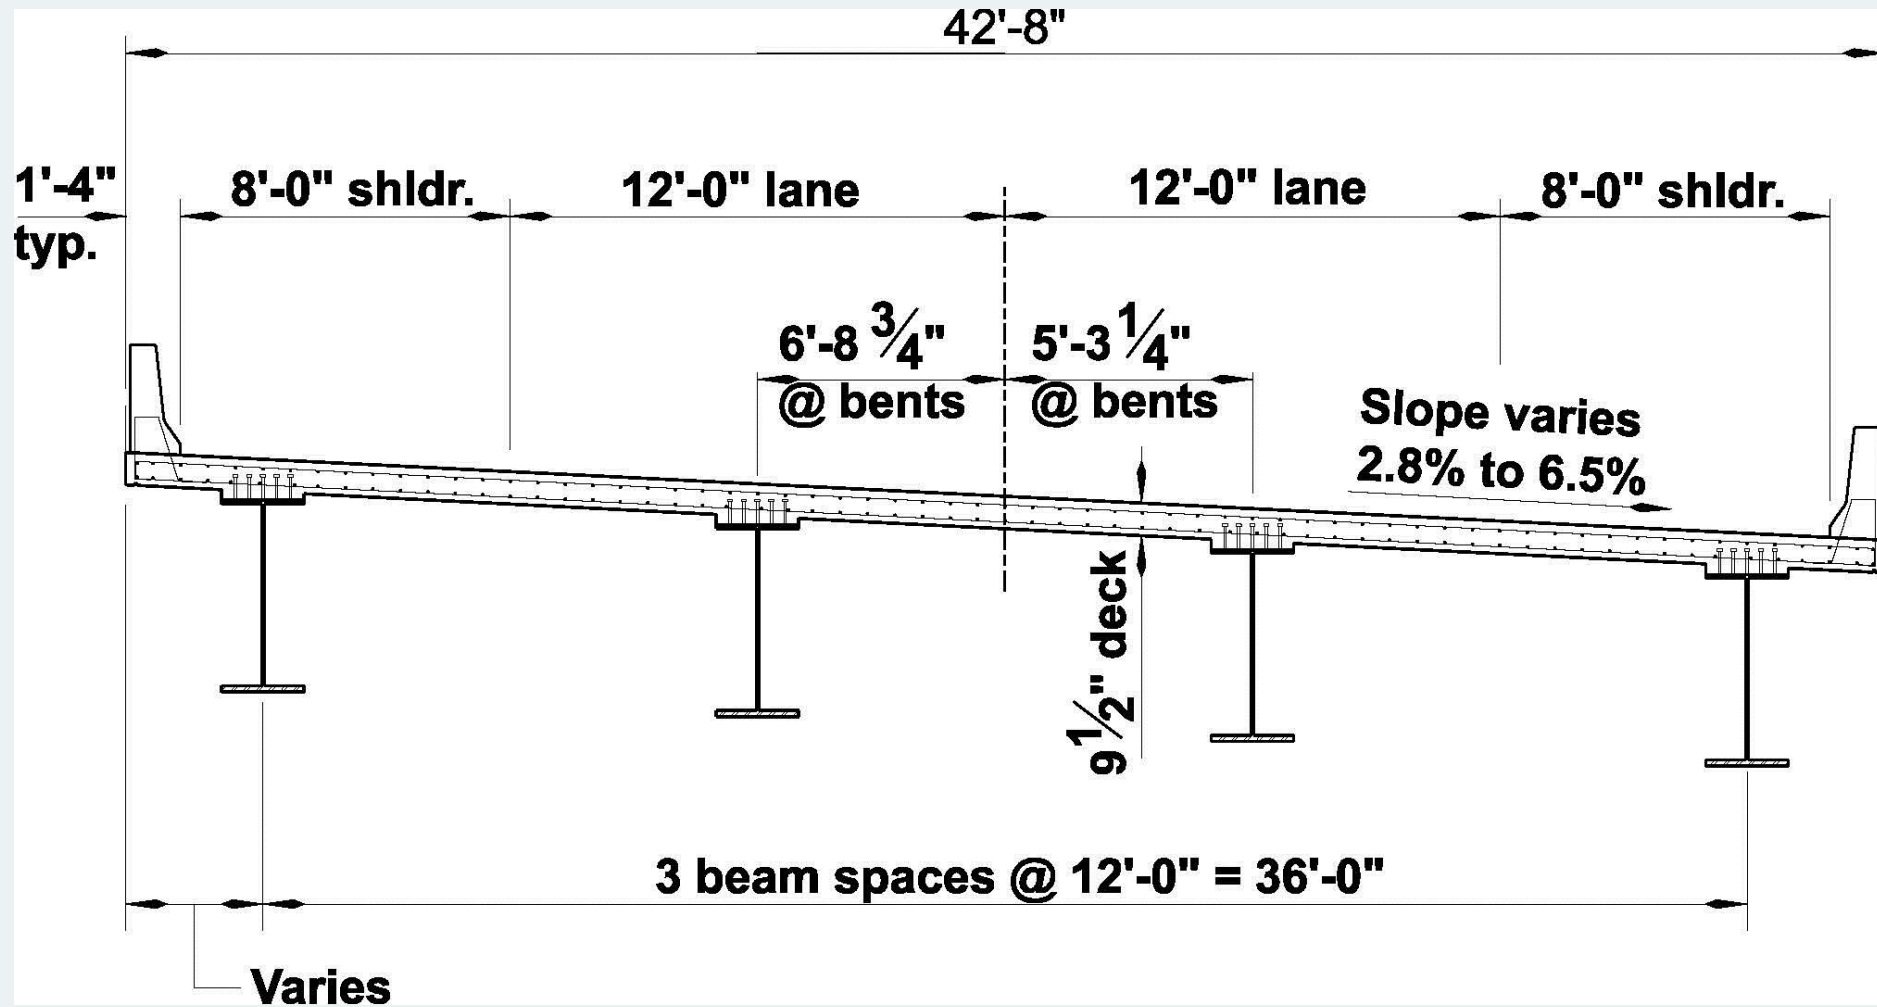 42'-8"
1'-4"
typ.
8'-0" shldr.
12'-0" lane
12'-0" lane
8'-0" shldr.
6'-8 3/4"
@ bents
5'-3 1/4"
@ bents
Slope varies
2.8% to 6.5%
9 1/2" deck
3 beam spaces @ 12'-0" = 36'-0"
Varies